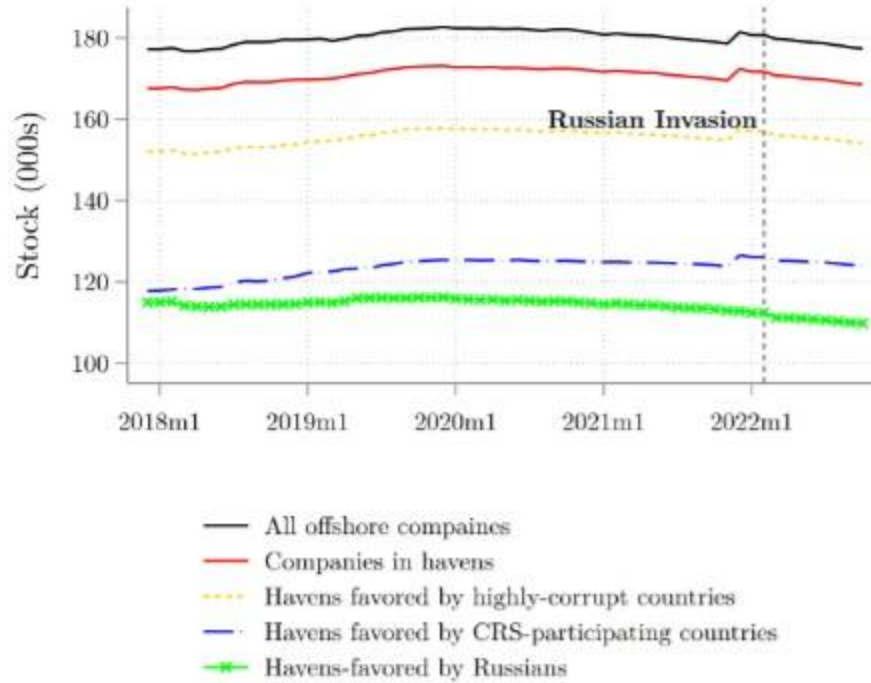 180
160
140
120
100
Stock (000s)
Russian Invasion
2018m1 2019m1 2020m1 2021m1 2022m1
All offshore compaines
Companies in havens
Havens favored by highly-corrupt countries
Havens favored by CRS-participating countries
Havens-favored by Russians